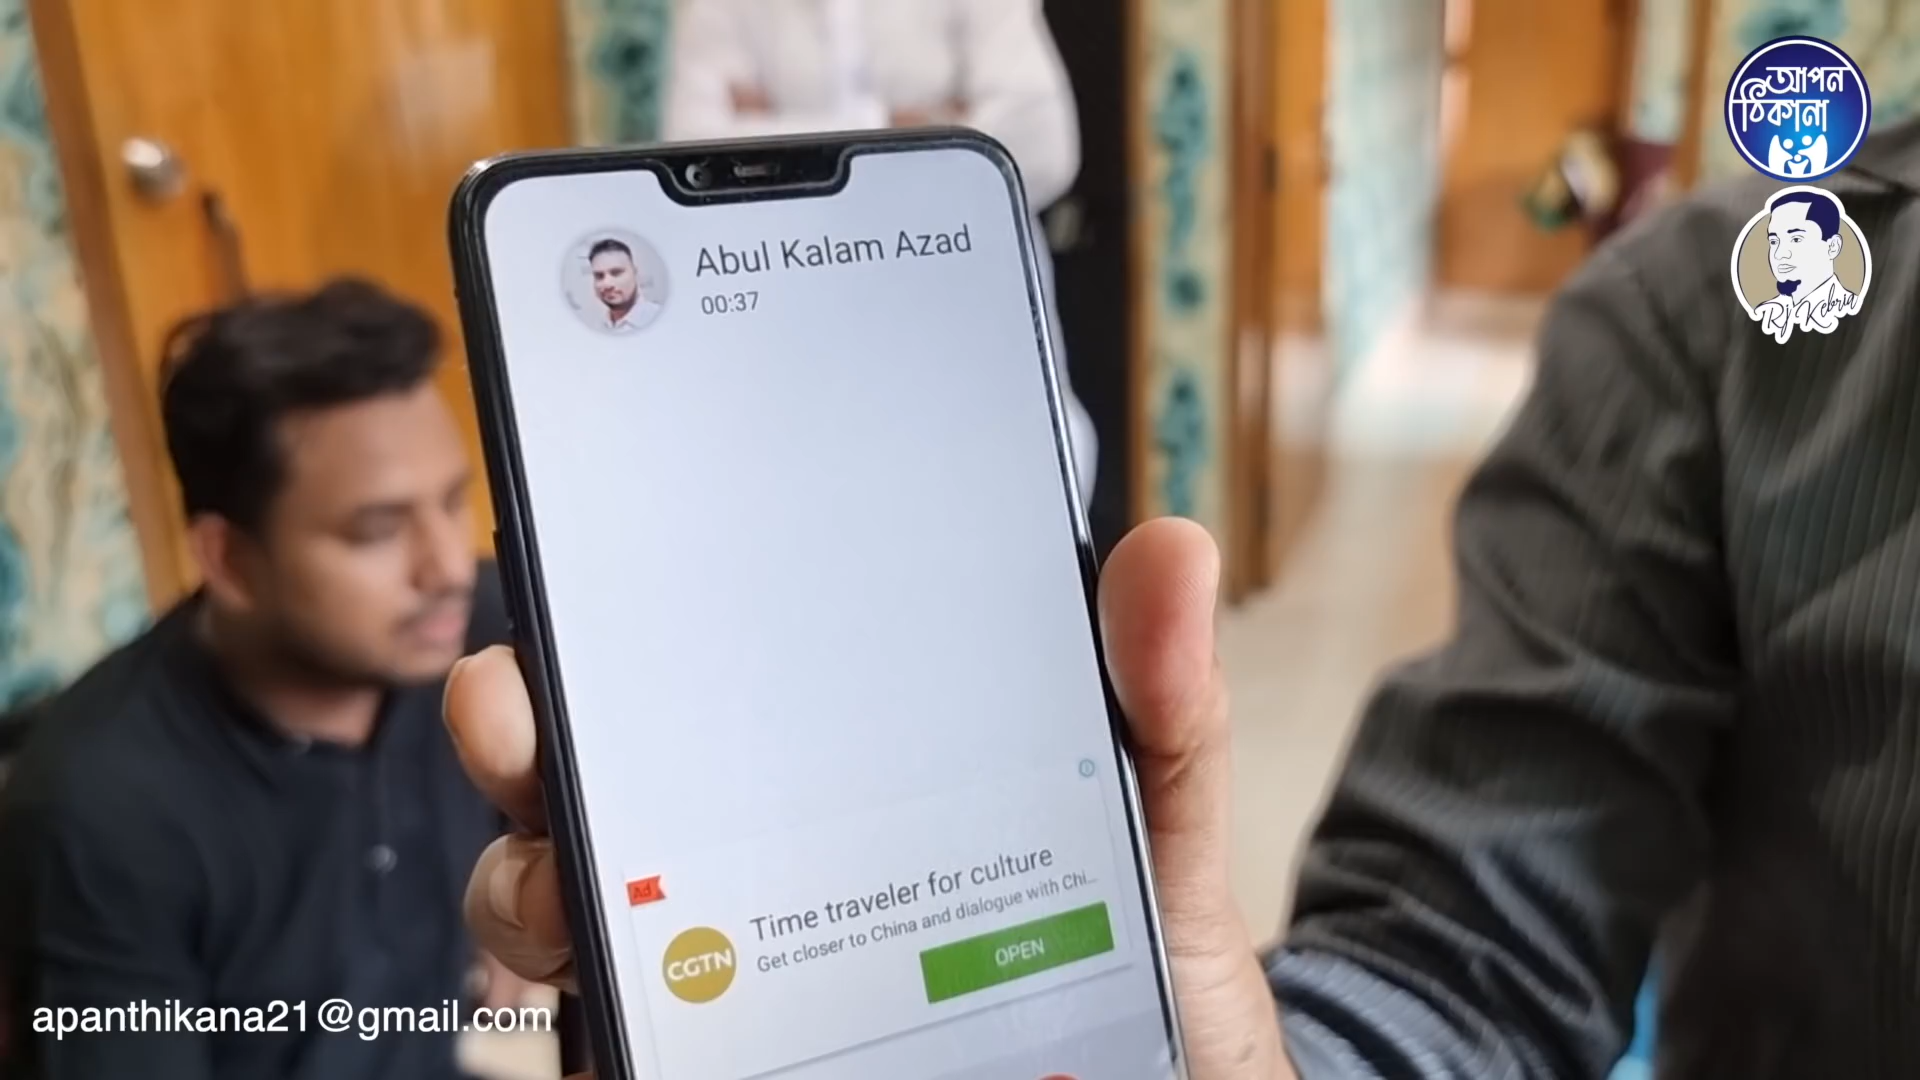 আপন
ঠিকানা
Rj Kebria
Abul Kalam Azad
00:37
Ad
Time traveler for culture
Get closer to China and dialogue with Chi...
CGTN
OPEN
apanthikana21@gmail.com